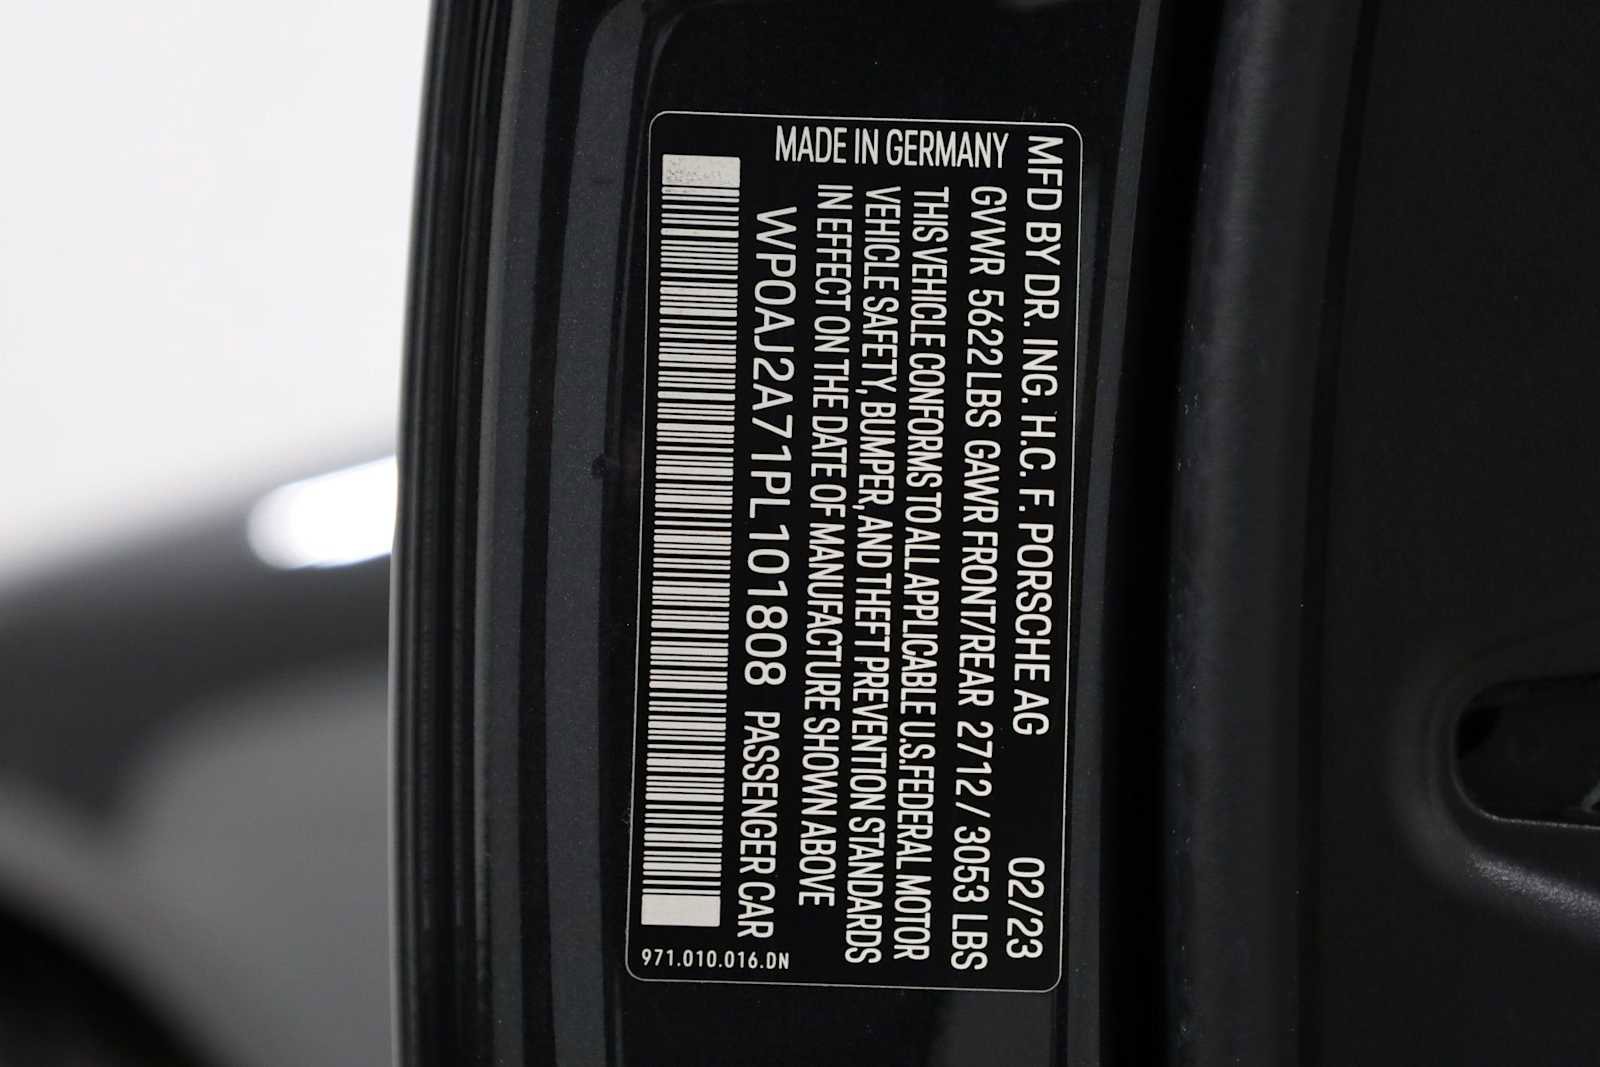 MFD BY DR. ING. H.C. F. PORSCHE AG 02/23
GVWR 5622 LBS GAWR FRONT/REAR 2712 / 3053 LBS
THIS VEHICLE CONFORMS TO ALL APPLICABLE U.S.FEDERAL MOTOR
VEHICLE SAFETY, BUMPER, AND THEFT PREVENTION STANDARDS
IN EFFECT ON THE DATE OF MANUFACTURE SHOWN ABOVE
WP0AJ2A71PL101808 PASSENGER CAR
MADE IN GERMANY
971.010.016.DN